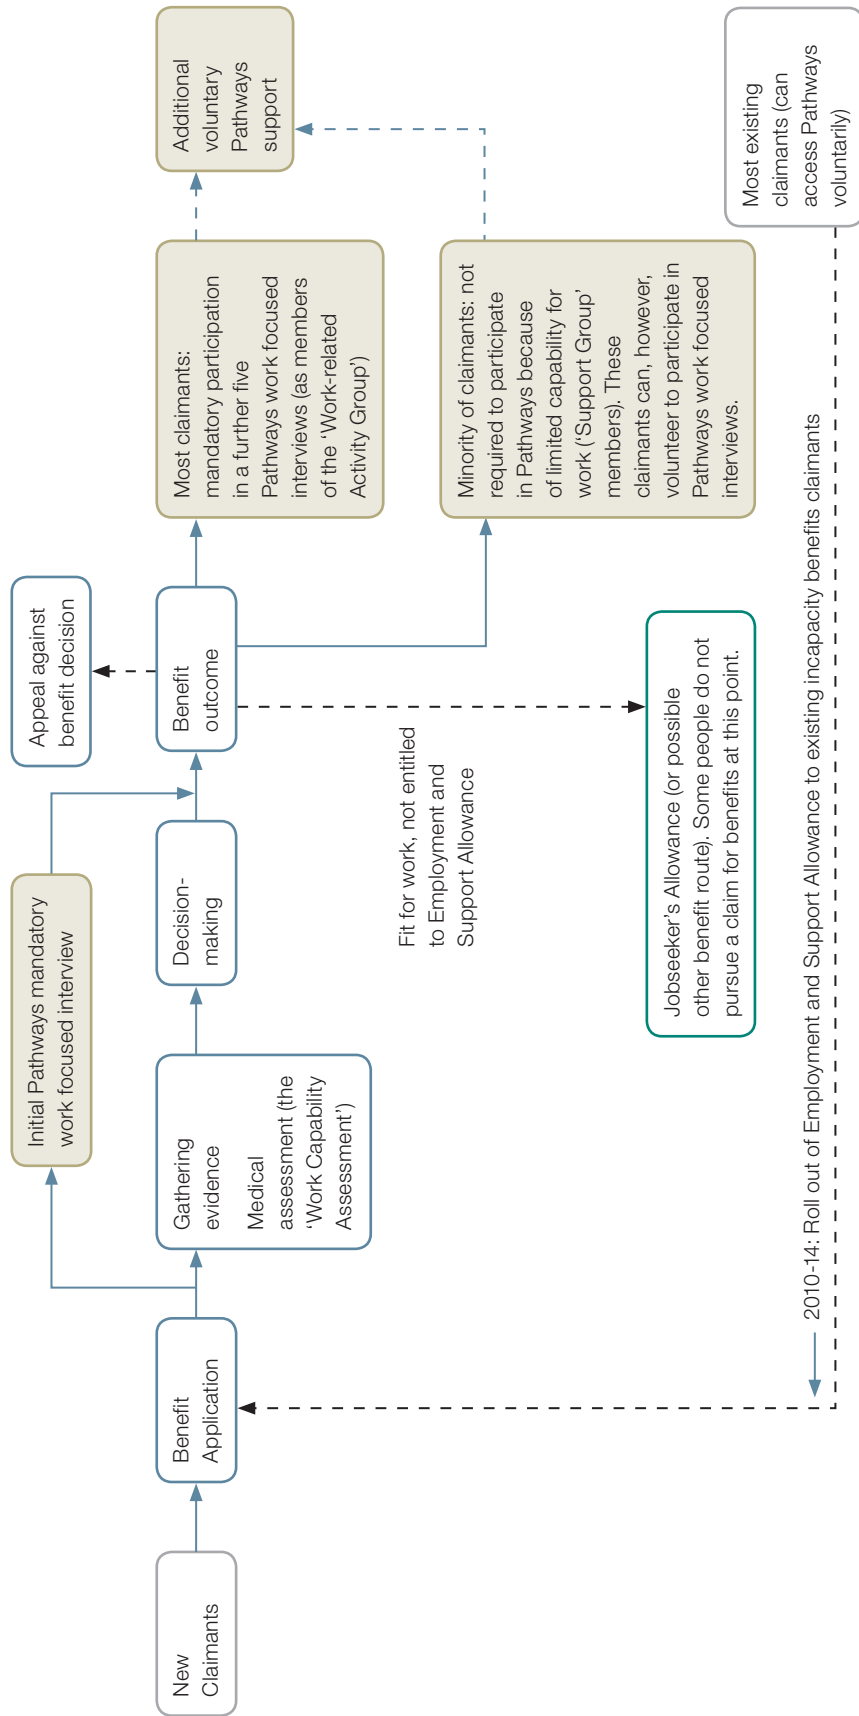 New
Claimants
Benefit
Application
Initial Pathways mandatory
work focused interview
Gathering
evidence
Medical
assessment (the
‘Work Capability
Assessment’)
Decision-
making
Appeal against
benefit decision
Benefit
outcome
Fit for work, not entitled
to Employment and
Support Allowance
Jobseeker’s Allowance (or possible
other benefit route). Some people do not
pursue a claim for benefits at this point.
Most claimants:
mandatory participation
in a further five
Pathways work focused
interviews (as members
of the ‘Work-related
Activity Group’)
Minority of claimants: not
required to participate
in Pathways because
of limited capability for
work (‘Support Group’
members). These
claimants can, however,
volunteer to participate in
Pathways work focused
interviews.
Additional
voluntary
Pathways
support
Most existing
claimants (can
access Pathways
voluntarily)
2010-14: Roll out of Employment and Support Allowance to existing incapacity benefits claimants